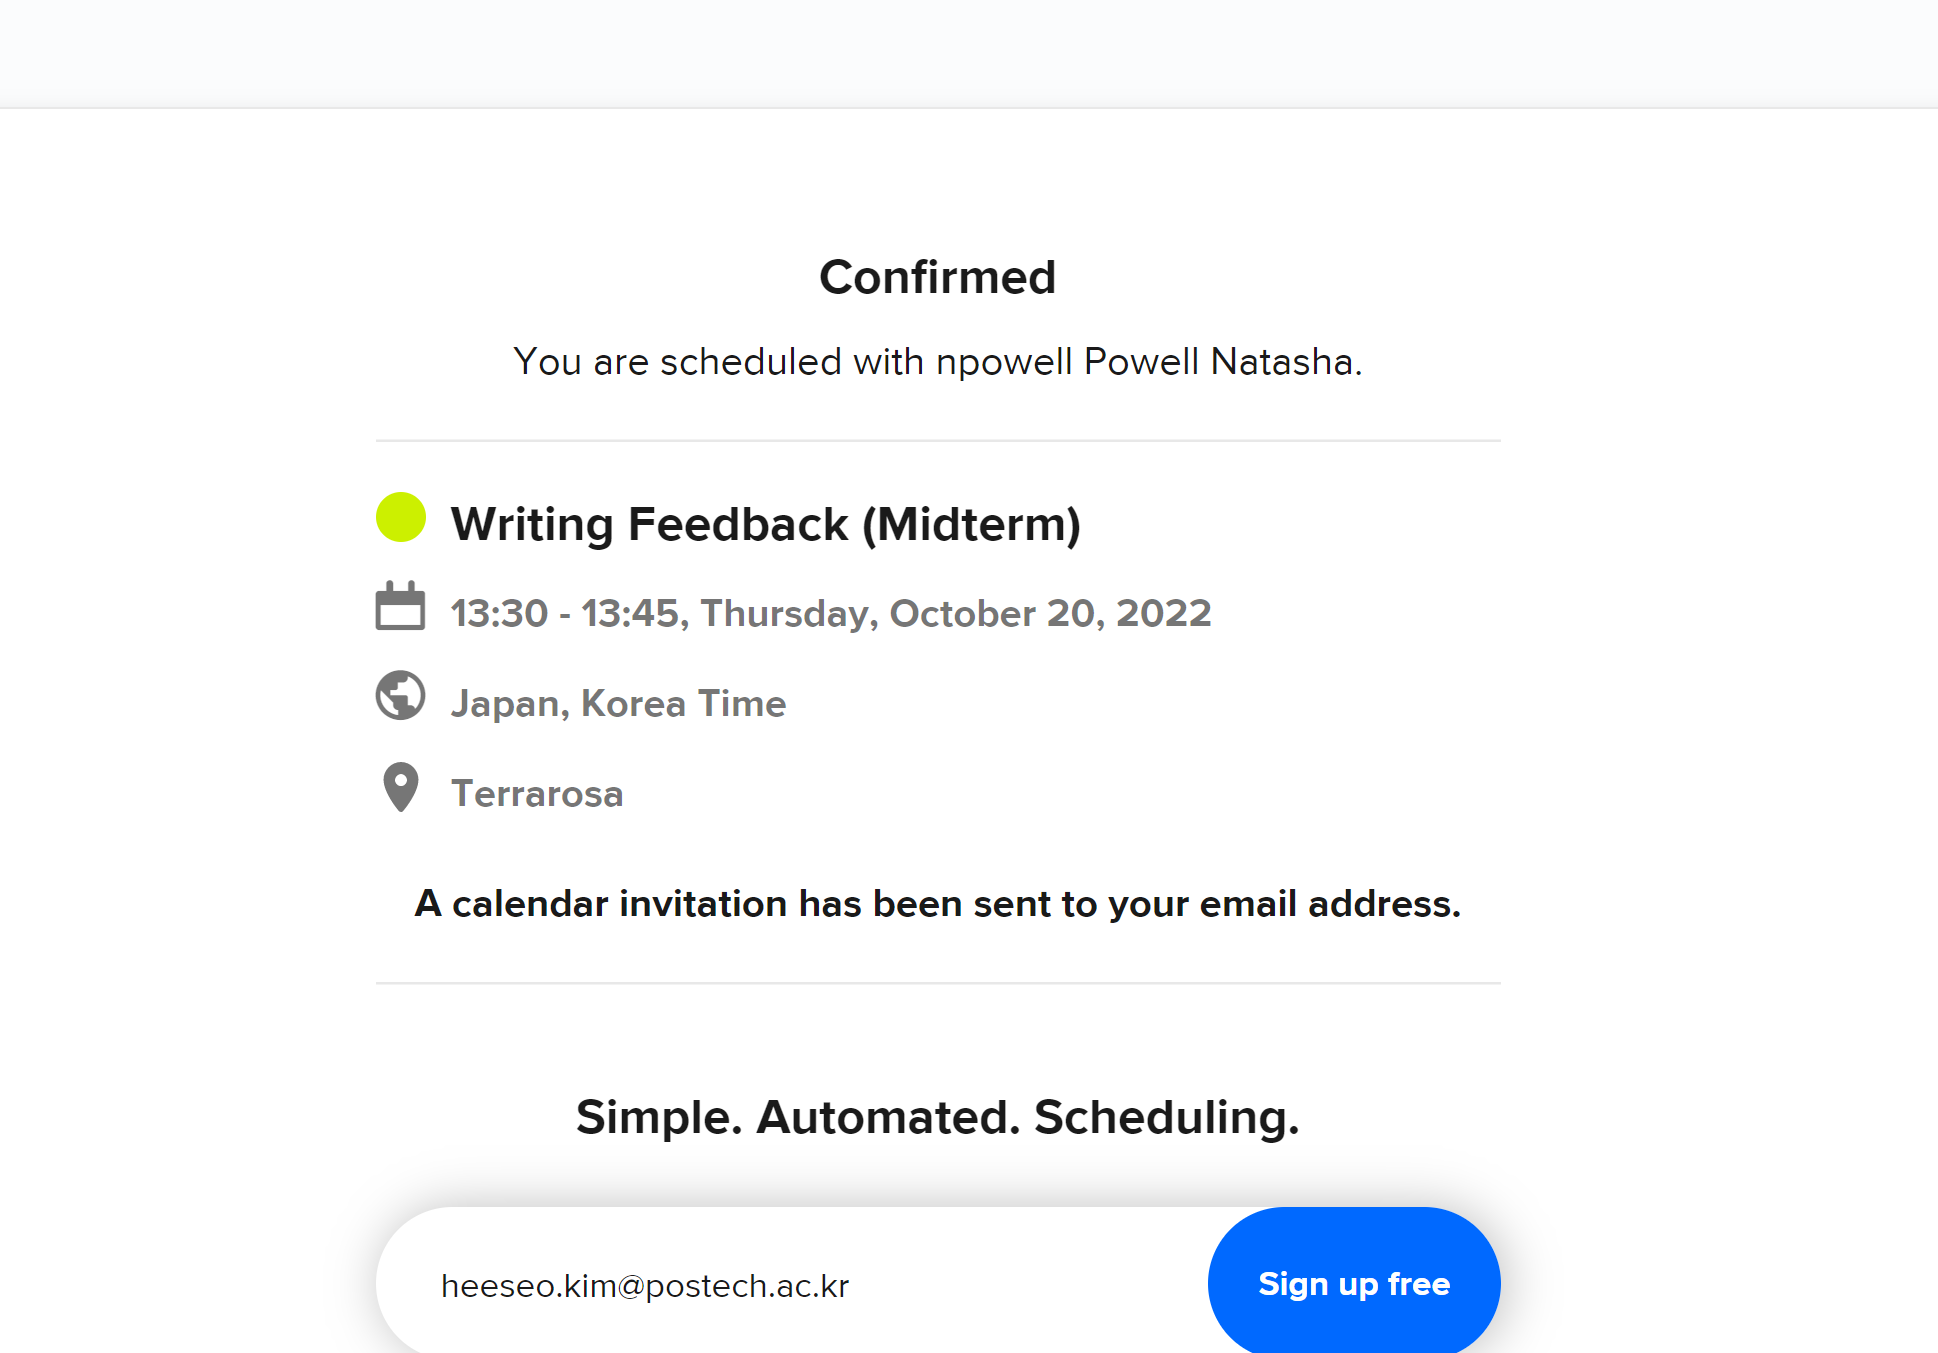 Confirmed
You are scheduled with npowell Powell Natasha.
Writing Feedback (Midterm)
13:30 - 13:45, Thursday, October 20, 2022
Japan, Korea Time
Terrarosa
A calendar invitation has been sent to your email address.
Simple. Automated. Scheduling.
heeseo.kim@postech.ac.kr
Sign up free